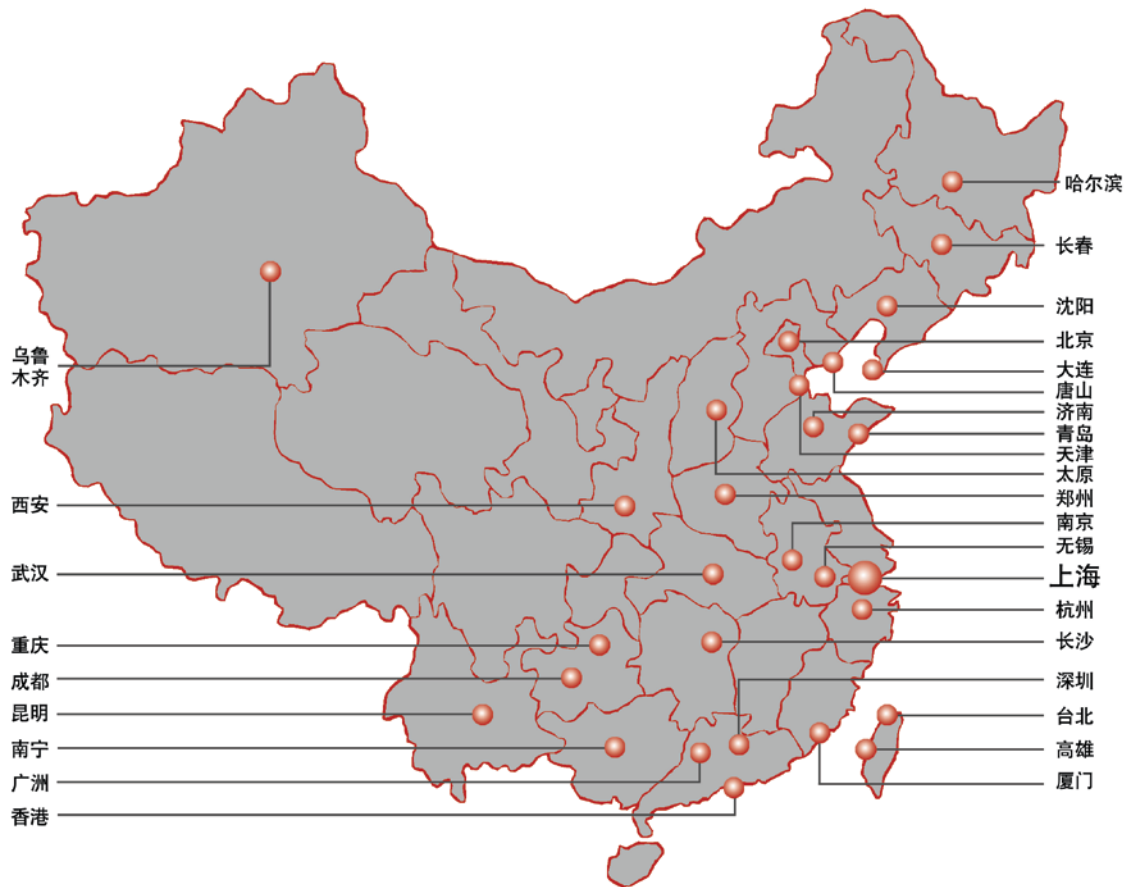 哈尔滨
长春
沈阳
北京
大连
唐山
济南
青岛
天津
太原
郑州
南京
无锡
上海
杭州
长沙
深圳
台北
高雄
厦门
乌鲁
木齐
西安
武汉
重庆
成都
昆明
南宁
广洲
香港